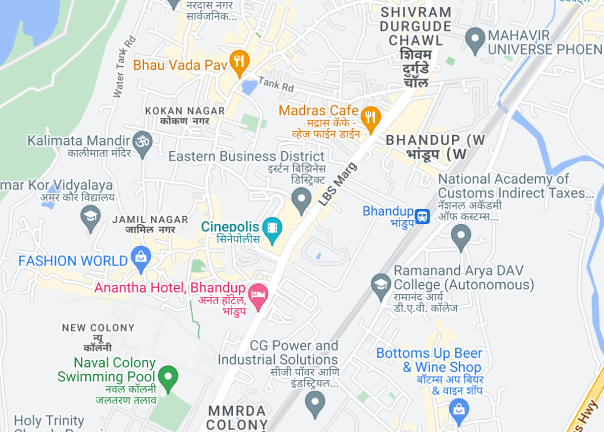 नरदास नगर
सार्वजनिक...
SHIVRAM
DURGUDE
CHAWL
शिवम
दुर्गुडे
चॉल
MAHAVIR
UNIVERSE PHOEN
Water Tank Rd
Bhau Vada Pav
Tank Rd
KOKAN NAGAR
कोकण नगर
Madras Cafe
मद्रास कॅफे -
व्हेज फाईन डाईन
Kalimata Mandir
कालीमाता मंदिर
BHANDUP (W
भांडूप (W
Eastern Business District
इस्टर्न बिझिनेस
डिस्ट्रिक्ट
LBS Marg
National Academy of
Customs Indirect Taxes...
नॅशनल अकॅडमी
ऑफ कस्टम्स...
mar Kor Vidyalaya
अमर कौर विद्यालय
JAMIL NAGAR
जामिल नगर
Cinepolis
सिनेपोलीस
Bhandup
भांडुप
FASHION WORLD
Anantha Hotel, Bhandup
अनंत हॉटेल,
भांडुप
Ramanand Arya DAV
College (Autonomous)
रामानंद आर्य
डी.ए.वी. कॉलेज
NEW COLONY
न्यू
कॉलनी
CG Power and
Industrial Solutions
सीजी पॉवर आणि
इंडस्ट्रियल...
Naval Colony
Swimming Pool
नवल कॉलनी
जलतरण तलाव
Bottoms Up Beer
& Wine Shop
बॉटम्स अप बियर
& वाइन शॉप
MMRDA
COLONY
Holy Trinity
s Hwy